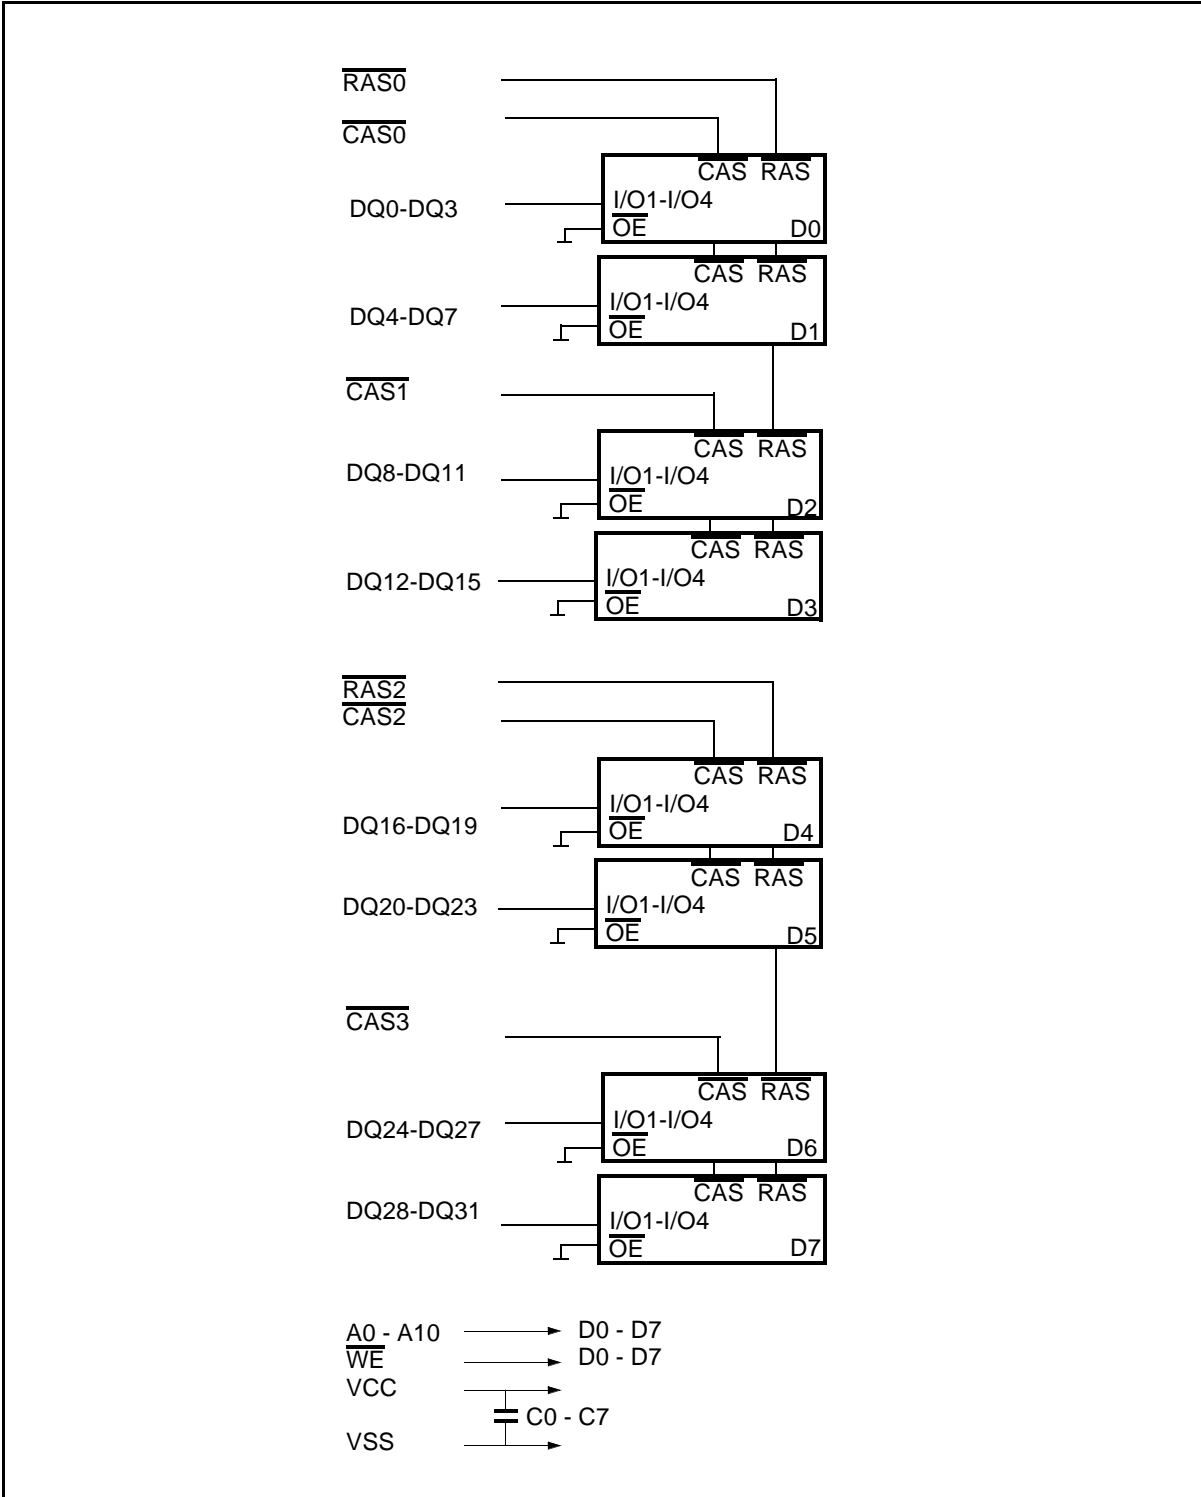 RAS0
CAS0
CAS RAS
DQ0-DQ3
I/O1-I/O4
OE
D0
CAS RAS
DQ4-DQ7
I/O1-I/O4
OE
D1
CAS1
CAS RAS
DQ8-DQ11
I/O1-I/O4
OE
D2
CAS RAS
DQ12-DQ15
I/O1-I/O4
OE
D3
RAS2
CAS2
CAS RAS
DQ16-DQ19
I/O1-I/O4
OE
D4
CAS RAS
DQ20-DQ23
I/O1-I/O4
OE
D5
CAS3
CAS RAS
DQ24-DQ27
I/O1-I/O4
OE
D6
CAS RAS
DQ28-DQ31
I/O1-I/O4
OE
D7
A0 - A10 D0 - D7
WE D0 - D7
VCC
C0 - C7
VSS